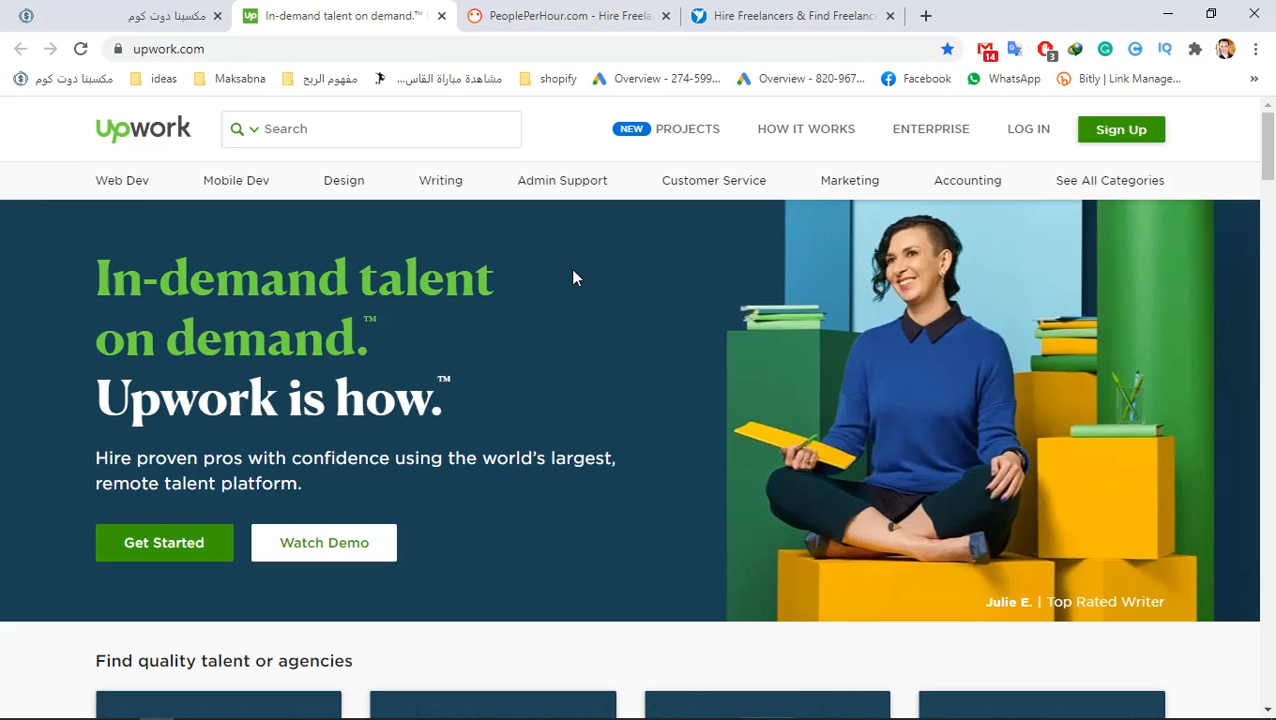 مكسبنا دوت كوم
In-demand talent on demand.™
PeoplePerHour.com - Hire Freela
Hire Freelancers & Find Freelance
upwork.com
14
3
مكسبنا دوت كوم
ideas
Maksabna
مفهوم الربح
مشاهدة مباراة القاس...
shopify
Overview - 274-599...
Overview - 820-967...
Facebook
WhatsApp
Bitly | Link Manage...
upwork
Search
NEW PROJECTS
HOW IT WORKS
ENTERPRISE
LOG IN
Sign Up
Web Dev
Mobile Dev
Design
Writing
Admin Support
Customer Service
Marketing
Accounting
See All Categories
In-demand talent
on demand.™
Upwork is how.™
Hire proven pros with confidence using the world’s largest,
remote talent platform.
Get Started
Watch Demo
Julie E. | Top Rated Writer
Find quality talent or agencies